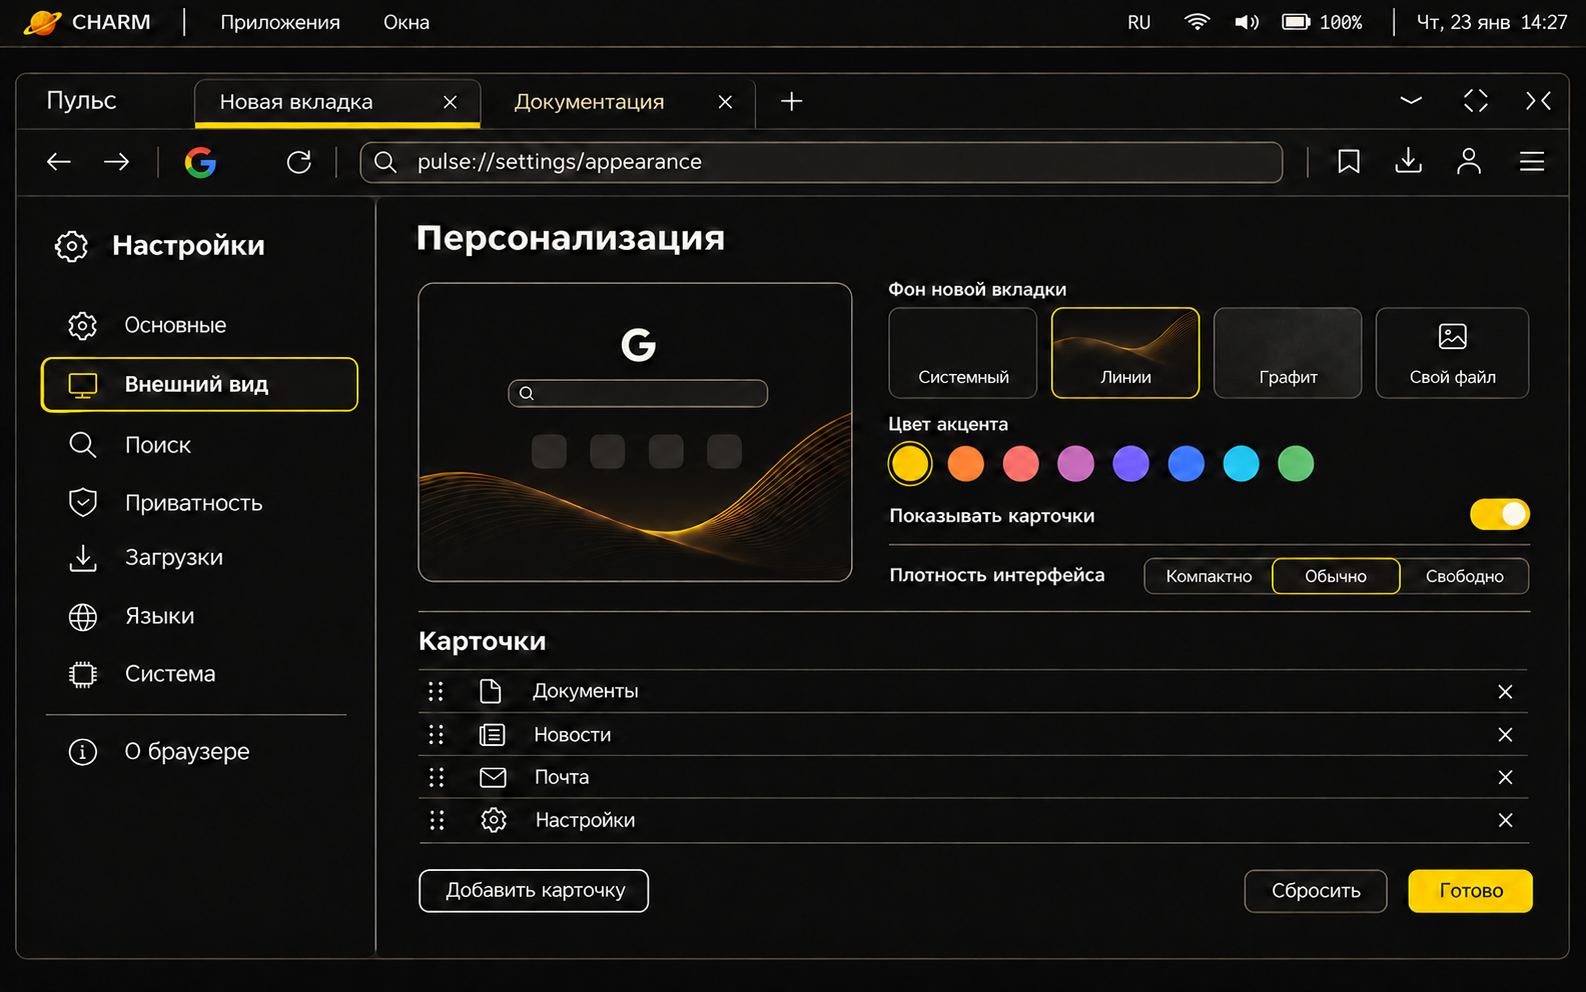 CHARM Приложения Окна RU 100% Чт, 23 янв 14:27
Пульс Новая вкладка Документация
pulse://settings/appearance
Настройки
Основные
Внешний вид
Поиск
Приватность
Загрузки
Языки
Система
О браузере
Персонализация
G
Фон новой вкладки
Системный Линии Графит Свой файл
Цвет акцента
Показывать карточки
Плотность интерфейса Компактно Обычно Свободно
Карточки
Документы
Новости
Почта
Настройки
Добавить карточку Сбросить Готово